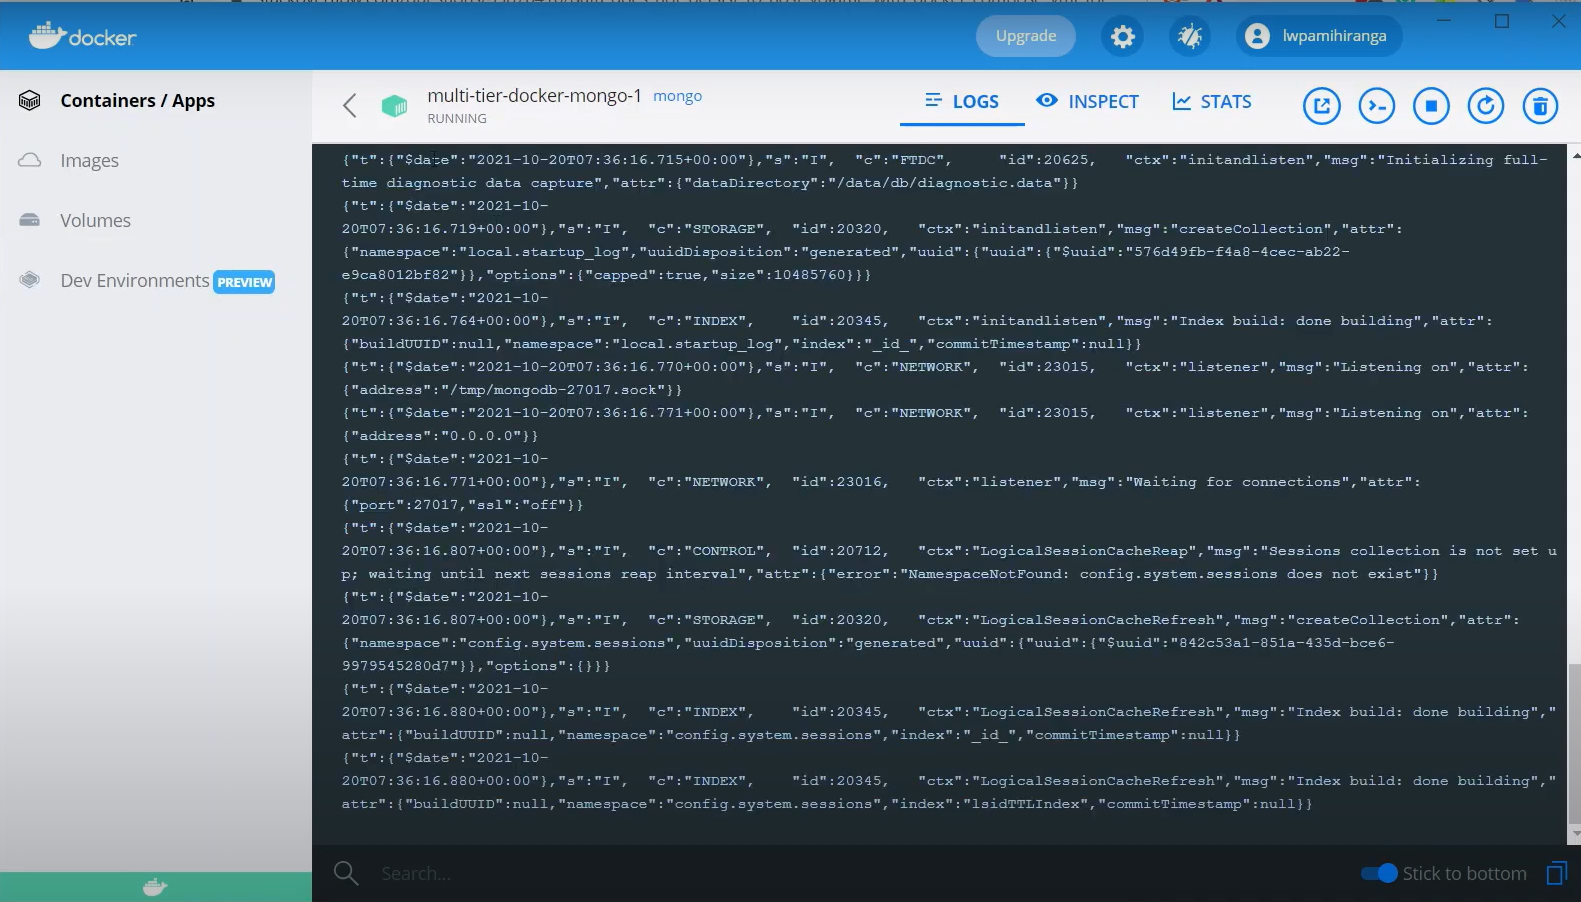 docker
Upgrade
lwpamihiranga
Containers / Apps
Images
Volumes
Dev Environments PREVIEW
multi-tier-docker-mongo-1 mongo
RUNNING
LOGS
INSPECT
STATS
{"t":{"$date":"2021-10-20T07:36:16.715+00:00"},"s":"I", "c":"FTDC", "id":20625, "ctx":"initandlisten","msg":"Initializing full-
time diagnostic data capture","attr":{"dataDirectory":"/data/db/diagnostic.data"}}
{"t":{"$date":"2021-10-
20T07:36:16.719+00:00"},"s":"I", "c":"STORAGE", "id":20320, "ctx":"initandlisten","msg":"createCollection","attr":
{"namespace":"local.startup_log","uuidDisposition":"generated","uuid":{"uuid":{"$uuid":"576d49fb-f4a8-4cec-ab22-
e9ca8012bf82"}},"options":{"capped":true,"size":10485760}}}
{"t":{"$date":"2021-10-
20T07:36:16.764+00:00"},"s":"I", "c":"INDEX", "id":20345, "ctx":"initandlisten","msg":"Index build: done building","attr":
{"buildUUID":null,"namespace":"local.startup_log","index":"_id_","commitTimestamp":null}}
{"t":{"$date":"2021-10-20T07:36:16.770+00:00"},"s":"I", "c":"NETWORK", "id":23015, "ctx":"listener","msg":"Listening on","attr":
{"address":"/tmp/mongodb-27017.sock"}}
{"t":{"$date":"2021-10-20T07:36:16.771+00:00"},"s":"I", "c":"NETWORK", "id":23015, "ctx":"listener","msg":"Listening on","attr":
{"address":"0.0.0.0"}}
{"t":{"$date":"2021-10-
20T07:36:16.771+00:00"},"s":"I", "c":"NETWORK", "id":23016, "ctx":"listener","msg":"Waiting for connections","attr":
{"port":27017,"ssl":"off"}}
{"t":{"$date":"2021-10-
20T07:36:16.807+00:00"},"s":"I", "c":"CONTROL", "id":20712, "ctx":"LogicalSessionCacheReap","msg":"Sessions collection is not set u
p; waiting until next sessions reap interval","attr":{"error":"NamespaceNotFound: config.system.sessions does not exist"}}
{"t":{"$date":"2021-10-
20T07:36:16.807+00:00"},"s":"I", "c":"STORAGE", "id":20320, "ctx":"LogicalSessionCacheRefresh","msg":"createCollection","attr":
{"namespace":"config.system.sessions","uuidDisposition":"generated","uuid":{"uuid":{"$uuid":"842c53a1-851a-435d-bce6-
9979545280d7"}},"options":{}}}
{"t":{"$date":"2021-10-
20T07:36:16.880+00:00"},"s":"I", "c":"INDEX", "id":20345, "ctx":"LogicalSessionCacheRefresh","msg":"Index build: done building","
attr":{"buildUUID":null,"namespace":"config.system.sessions","index":"_id_","commitTimestamp":null}}
{"t":{"$date":"2021-10-
20T07:36:16.880+00:00"},"s":"I", "c":"INDEX", "id":20345, "ctx":"LogicalSessionCacheRefresh","msg":"Index build: done building","
attr":{"buildUUID":null,"namespace":"config.system.sessions","index":"lsidTTLIndex","commitTimestamp":null}}
Search...
Stick to bottom